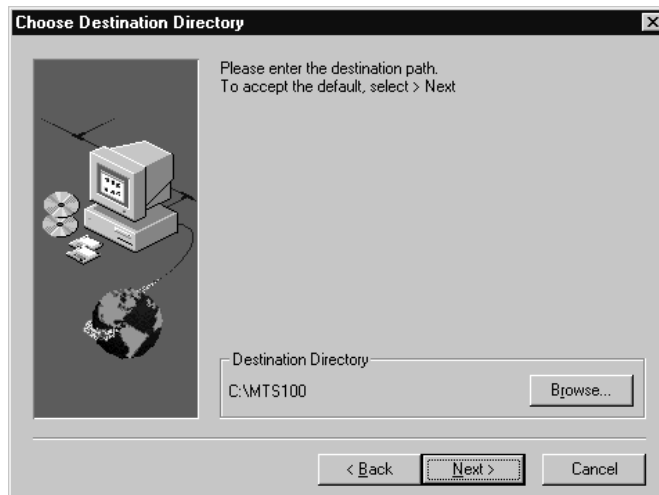 Choose Destination Directory
Please enter the destination path.
To accept the default, select > Next
Destination Directory
C:\MTS100
Browse...
< Back
Next >
Cancel